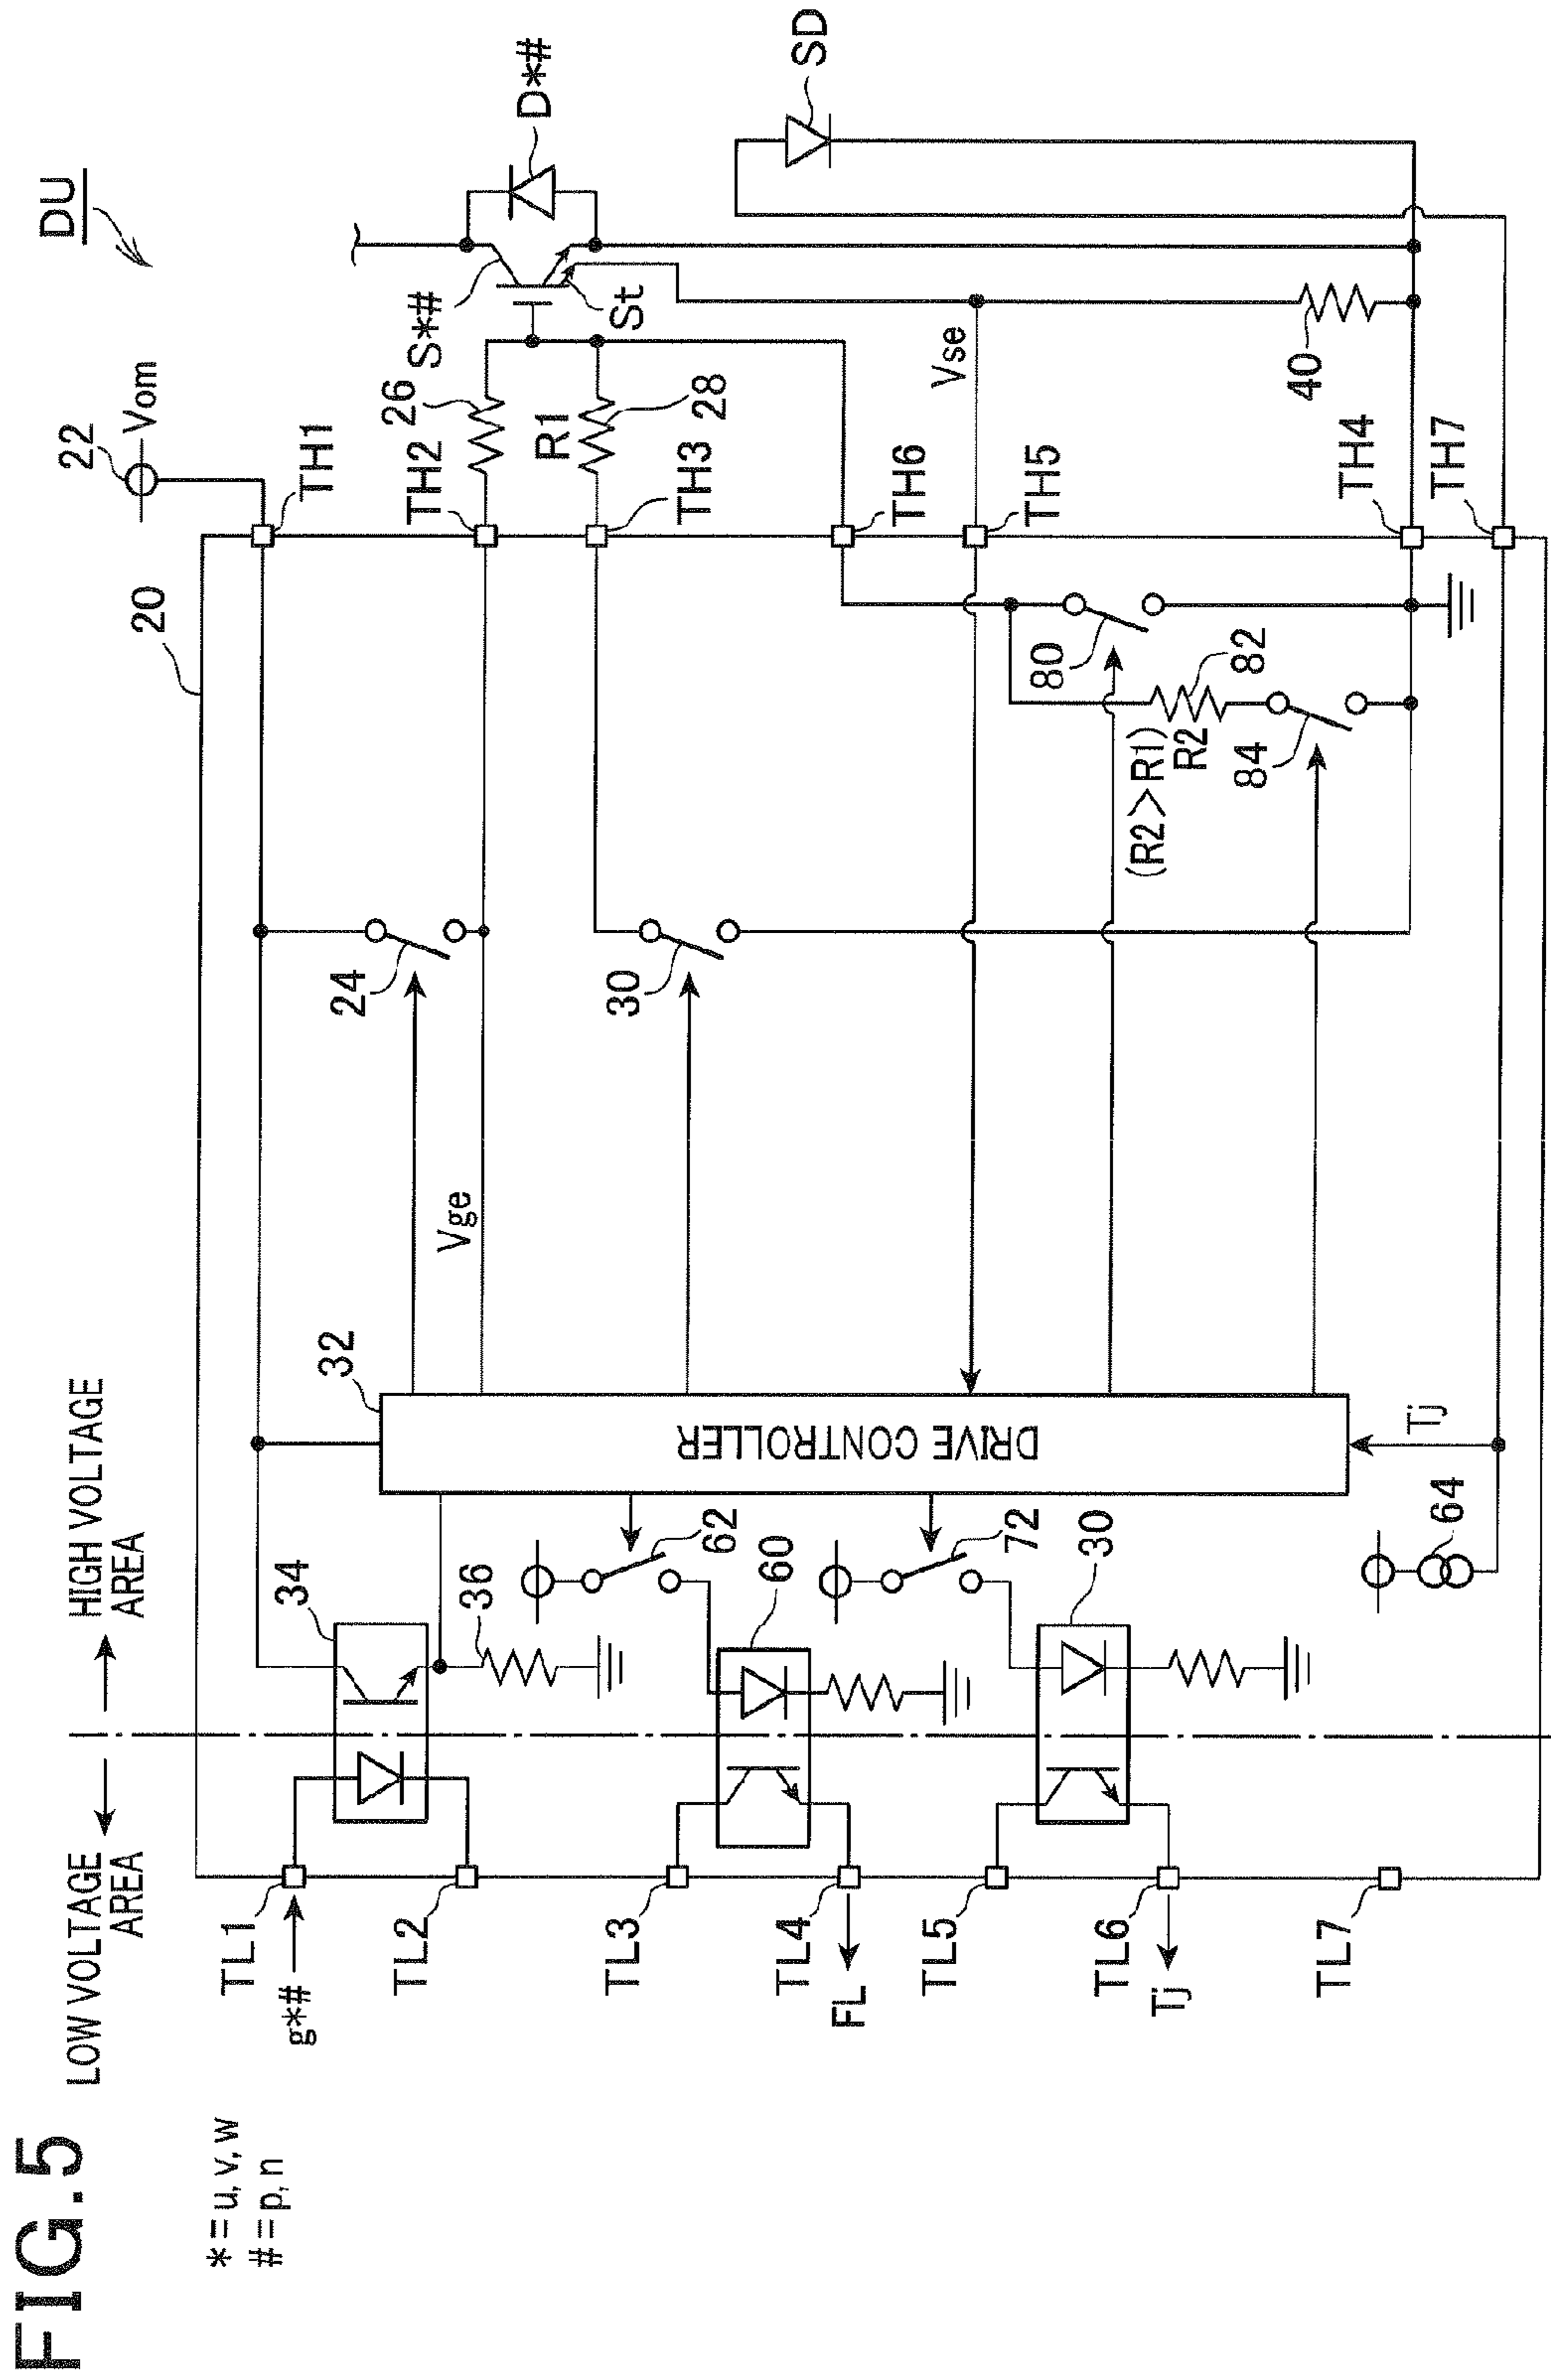 FIG.5
* = u, v, w
# = p, n
LOW VOLTAGE
AREA
HIGH VOLTAGE
AREA
DU
22
Vom
20
TH1
S*#
D*#
SD
St
26
TH2
R1
28
TH3
TH6
Vse
TH5
40
TH4
TH7
24
30
80
82
(R2>R1)
R2
84
Vge
32
DRIVE CONTROLLER
Tj
34
36
62
60
72
30
64
TL1
g*#
TL2
TL3
TL4
FL
TL5
TL6
Tj
TL7